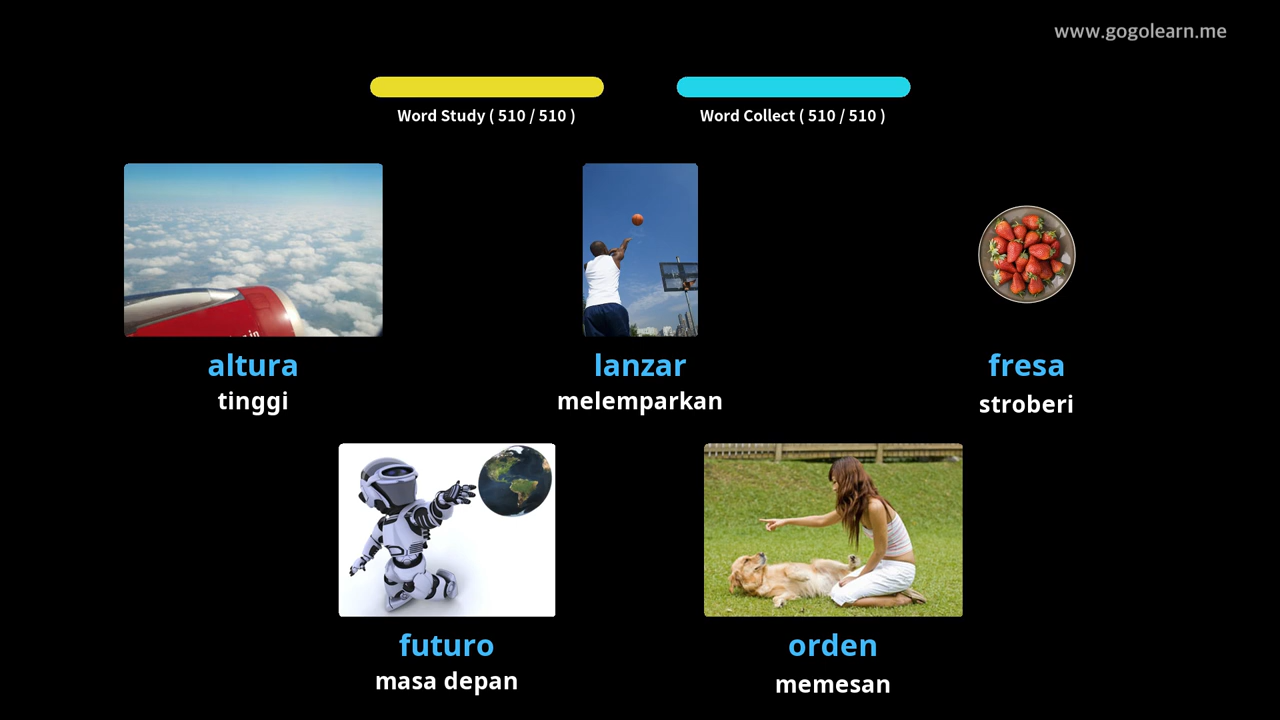 www.gogolearn.me
Word Study ( 510 / 510 )
Word Collect ( 510 / 510 )
altura
tinggi
lanzar
melemparkan
fresa
stroberi
futuro
masa depan
orden
memesan